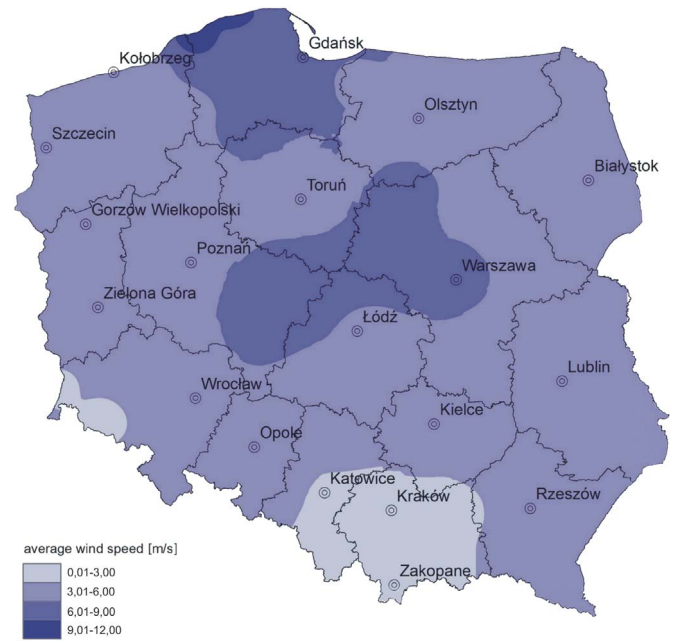 Gdańsk
Kołobrzeg
Olsztyn
Szczecin
Białystok
Toruń
Gorzów Wielkopolski
Poznań
Warszawa
Zielona Góra
Łódź
Lublin
Wrocław
Kielce
Opole
Katowice
Kraków
Rzeszów
Zakopane
average wind speed [m/s]
0,01-3,00
3,01-6,00
6,01-9,00
9,01-12,00